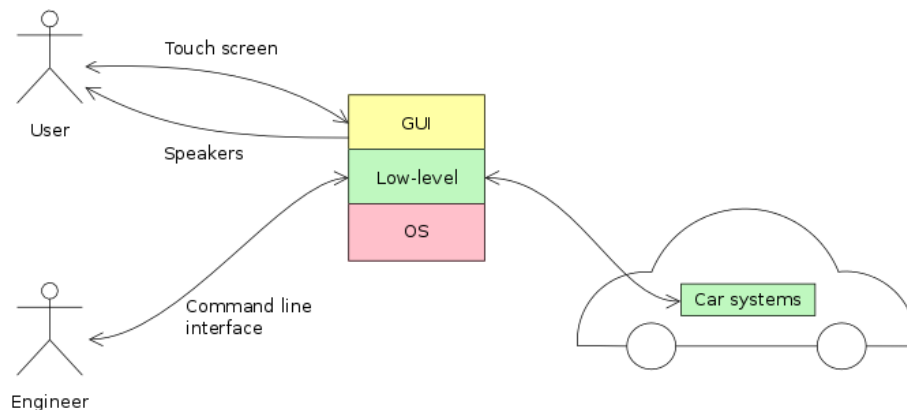 Touch screen
User
GUI
Speakers
Low-level
OS
Car systems
Command line
interface
Engineer